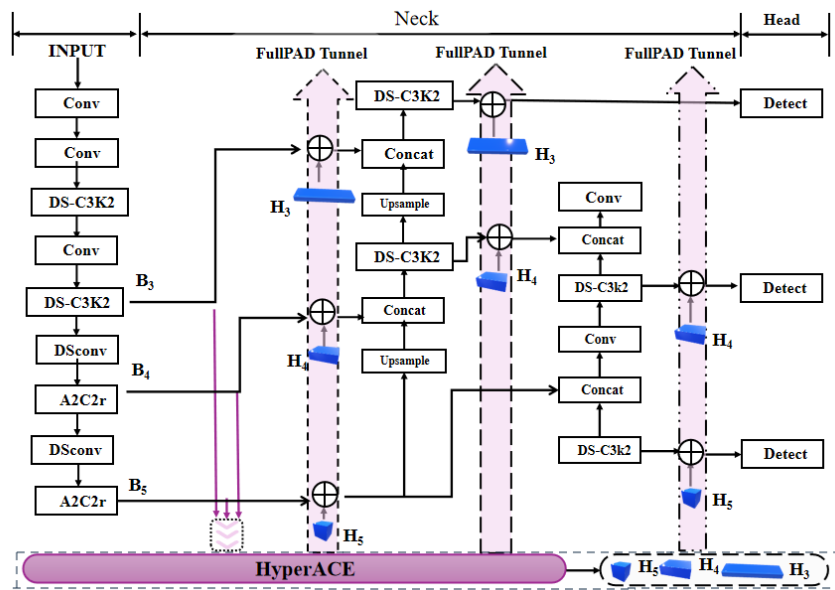 Neck
Head
INPUT
FullPAD Tunnel
FullPAD Tunnel
FullPAD Tunnel
Conv
Conv
DS-C3K2
Conv
B3
DS-C3K2
DSconv
B4
A2C2r
DSconv
B5
A2C2r
H3
H4
H5
DS-C3K2
Concat
Upsample
DS-C3K2
Concat
Upsample
H3
H4
Conv
Concat
DS-C3k2
Conv
Concat
DS-C3k2
H4
H5
Detect
Detect
Detect
HyperACE
H5
H4
H3